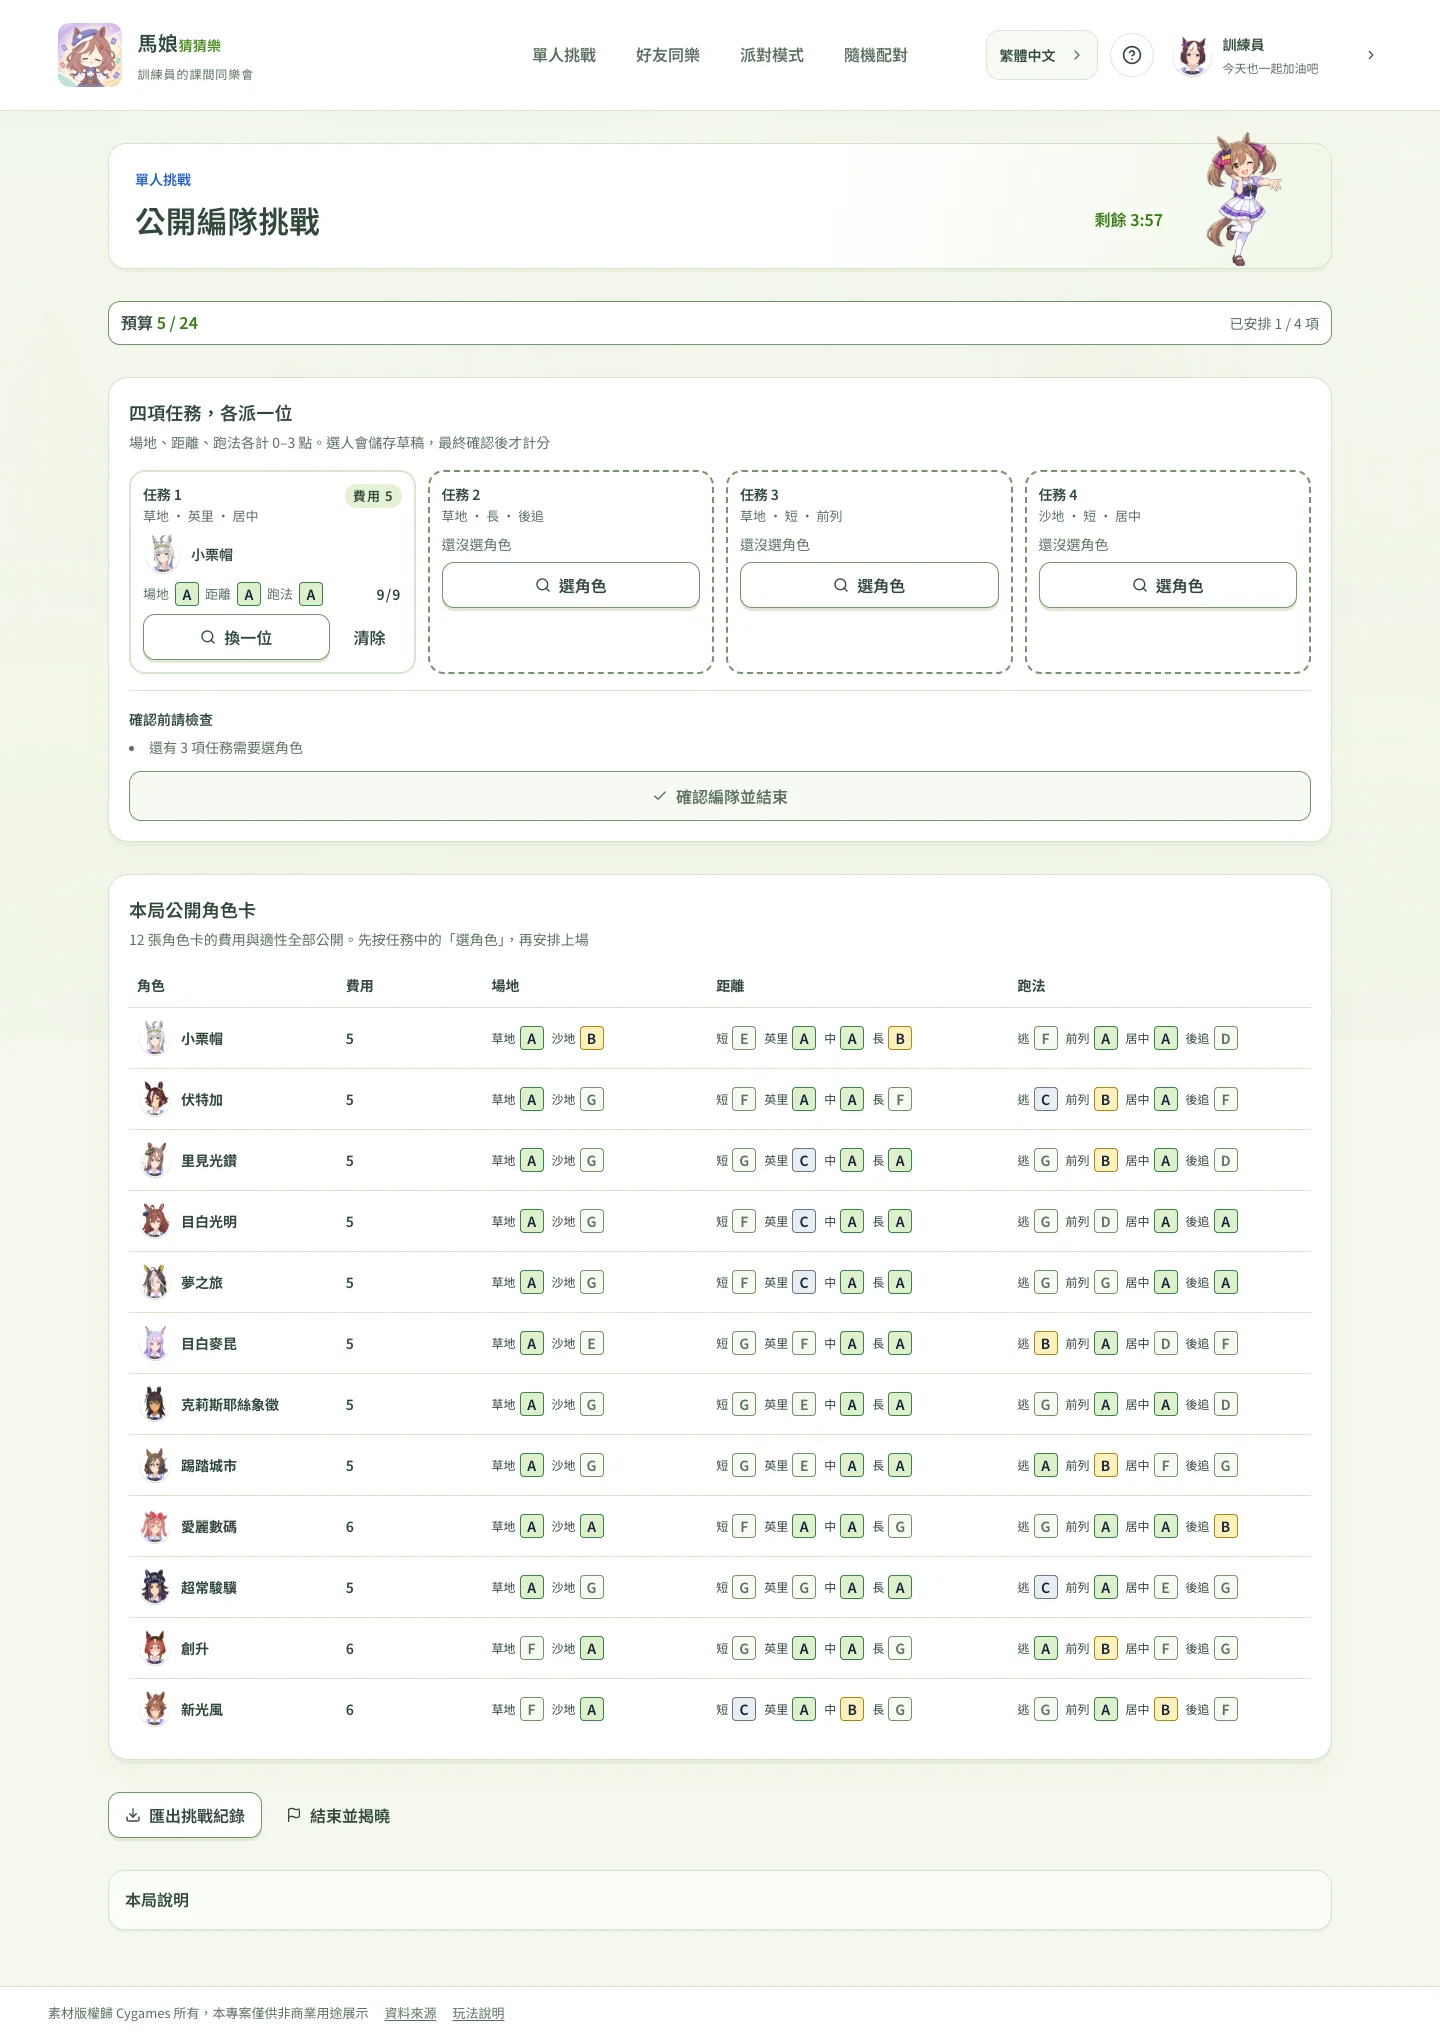 馬娘猜猜樂
訓練員的課間同樂會
單人挑戰 好友同樂 派對模式 隨機配對
繁體中文
訓練員
今天也一起加油吧
單人挑戰
公開編隊挑戰
剩餘 3:57
預算 5 / 24
已安排 1 / 4 項
四項任務，各派一位
場地、距離、跑法各計 0–3 點。選人會儲存草稿，最終確認後才計分
任務 1
費用 5
草地 · 英里 · 居中
小栗帽
場地 A 距離 A 跑法 A 9/9
換一位
清除
任務 2
草地 · 長 · 後追
還沒選角色
選角色
任務 3
草地 · 短 · 前列
還沒選角色
選角色
任務 4
沙地 · 短 · 居中
還沒選角色
選角色
確認前請檢查
• 還有 3 項任務需要選角色
確認編隊並結束
本局公開角色卡
12 張角色卡的費用與適性全部公開。先按任務中的「選角色」，再安排上場
角色 費用 場地 距離 跑法
小栗帽 5 草地 A 沙地 B 短 E 英里 A 中 A 長 B 逃 F 前列 A 居中 A 後追 D
伏特加 5 草地 A 沙地 G 短 F 英里 A 中 A 長 F 逃 C 前列 B 居中 A 後追 F
里見光鑽 5 草地 A 沙地 G 短 G 英里 C 中 A 長 A 逃 G 前列 B 居中 A 後追 D
目白光明 5 草地 A 沙地 G 短 F 英里 C 中 A 長 A 逃 G 前列 D 居中 A 後追 A
夢之旅 5 草地 A 沙地 G 短 F 英里 C 中 A 長 A 逃 G 前列 G 居中 A 後追 A
目白麥昆 5 草地 A 沙地 E 短 G 英里 F 中 A 長 A 逃 B 前列 A 居中 D 後追 F
克莉斯耶絲象徵 5 草地 A 沙地 G 短 G 英里 E 中 A 長 A 逃 G 前列 A 居中 A 後追 D
踢踏城市 5 草地 A 沙地 G 短 G 英里 E 中 A 長 A 逃 A 前列 B 居中 F 後追 G
愛麗數碼 6 草地 A 沙地 A 短 F 英里 A 中 A 長 G 逃 G 前列 A 居中 A 後追 B
超常駿驥 5 草地 A 沙地 G 短 G 英里 G 中 A 長 A 逃 C 前列 A 居中 E 後追 G
創升 6 草地 F 沙地 A 短 G 英里 A 中 A 長 G 逃 A 前列 B 居中 F 後追 G
新光風 6 草地 F 沙地 A 短 C 英里 A 中 B 長 G 逃 G 前列 A 居中 B 後追 F
匯出挑戰紀錄
結束並揭曉
本局說明
素材版權歸 Cygames 所有，本專案僅供非商業用途展示 資料來源 玩法說明